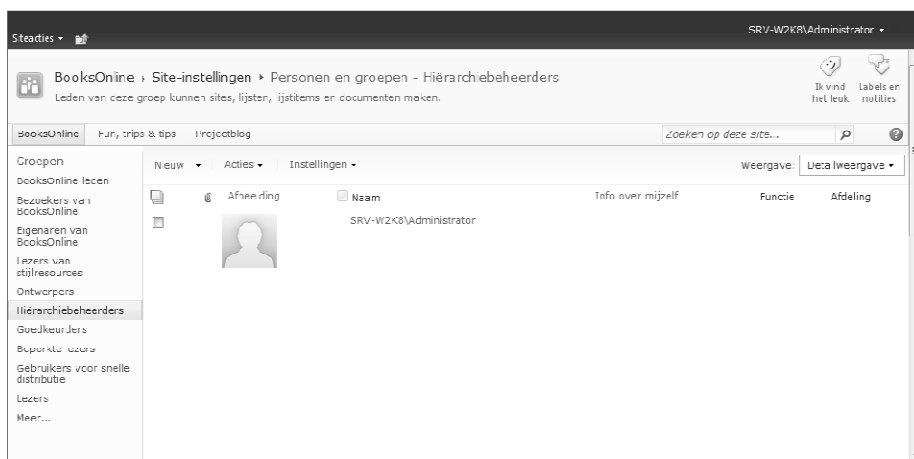 SRV-W2K8\Administrator
Siteacties
BooksOnline › Site-instellingen › Personen en groepen - Hiërarchiebeheerders
Leden van deze groep kunnen sites, lijsten, lijstitems en documenten maken.
Ik vind het leuk
Labels en notities
BooksOnline Fun, trips & tips Projectblog
Zoeken op deze site...
Groepen
BooksOnline leden
Bezoekers van
BooksOnline
Eigenaren van
BooksOnline
Lezers van
stijlresources
Ontwerpers
Hiërarchiebeheerders
Goedkeurders
Beperkte lezers
Gebruikers voor snelle
distributie
Lezers
Meer...
Nieuw Acties Instellingen
Weergave: Detailweergave
Afbeelding Naam Info over mijzelf Functie Afdeling
SRV-W2K8\Administrator